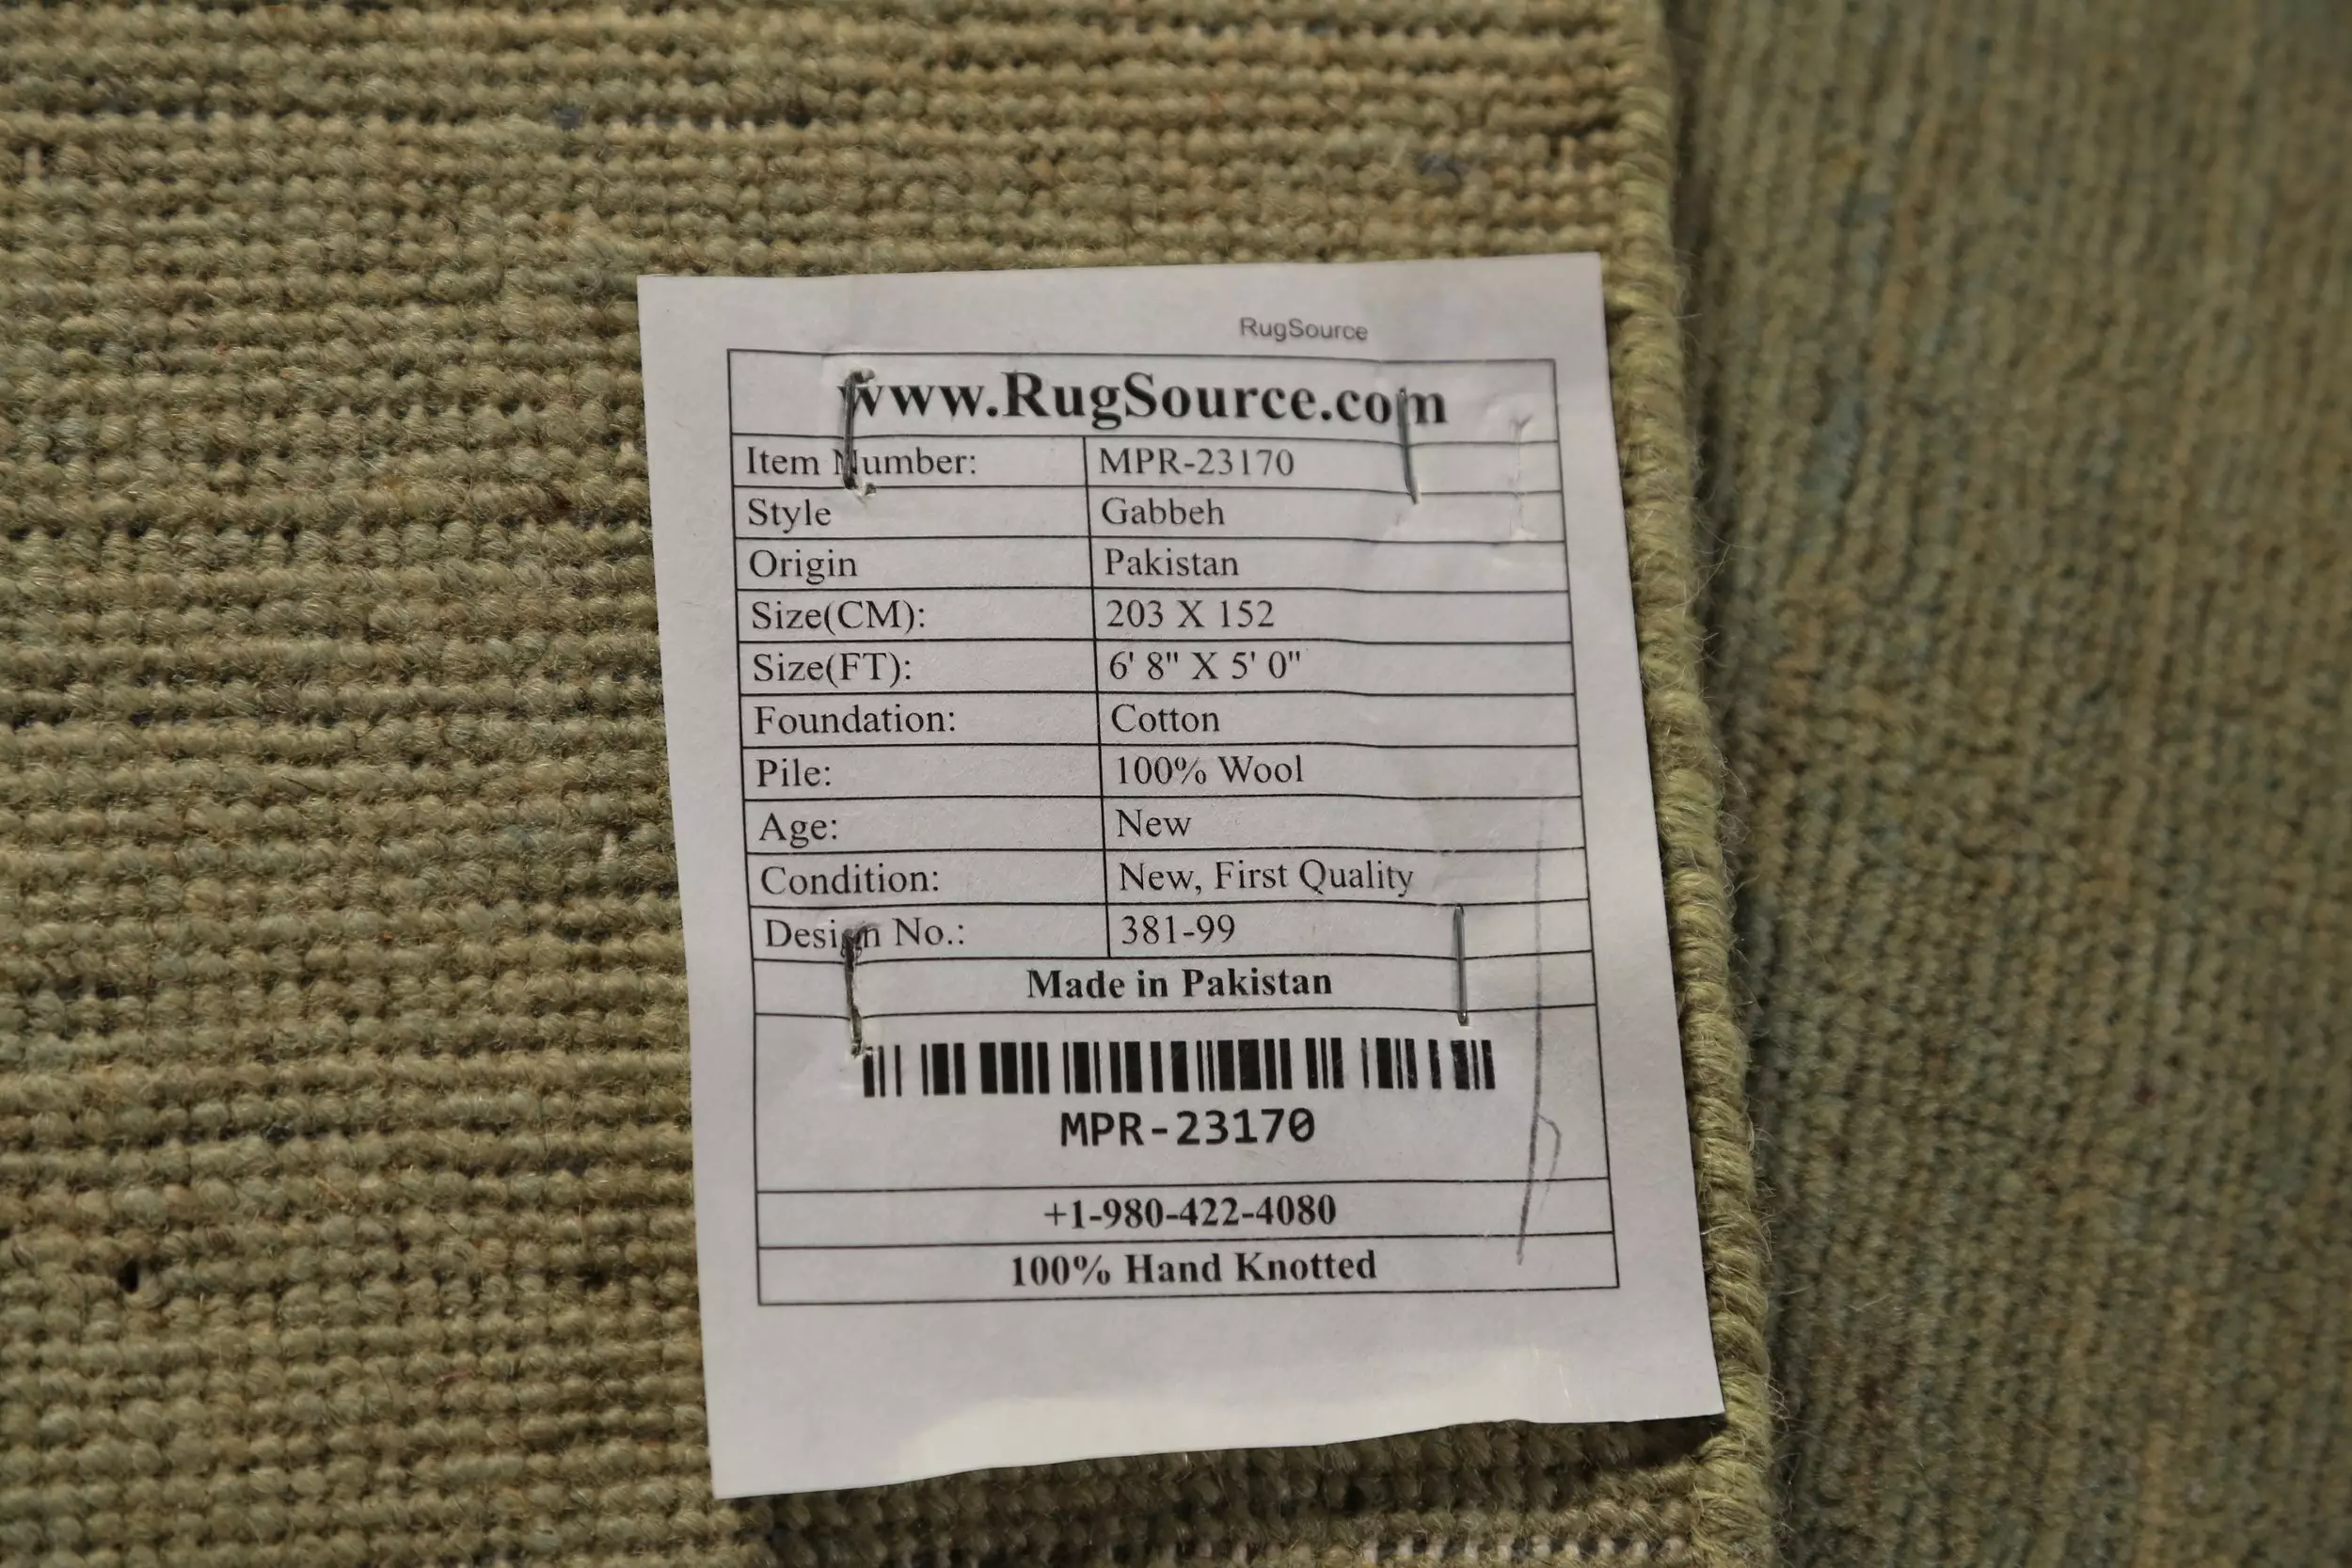 RugSource
www.RugSource.com
Item Number: MPR-23170
Style Gabbeh
Origin Pakistan
Size(CM): 203 X 152
Size(FT): 6' 8" X 5' 0"
Foundation: Cotton
Pile: 100% Wool
Age: New
Condition: New, First Quality
Design No.: 381-99
Made in Pakistan
MPR-23170
+1-980-422-4080
100% Hand Knotted